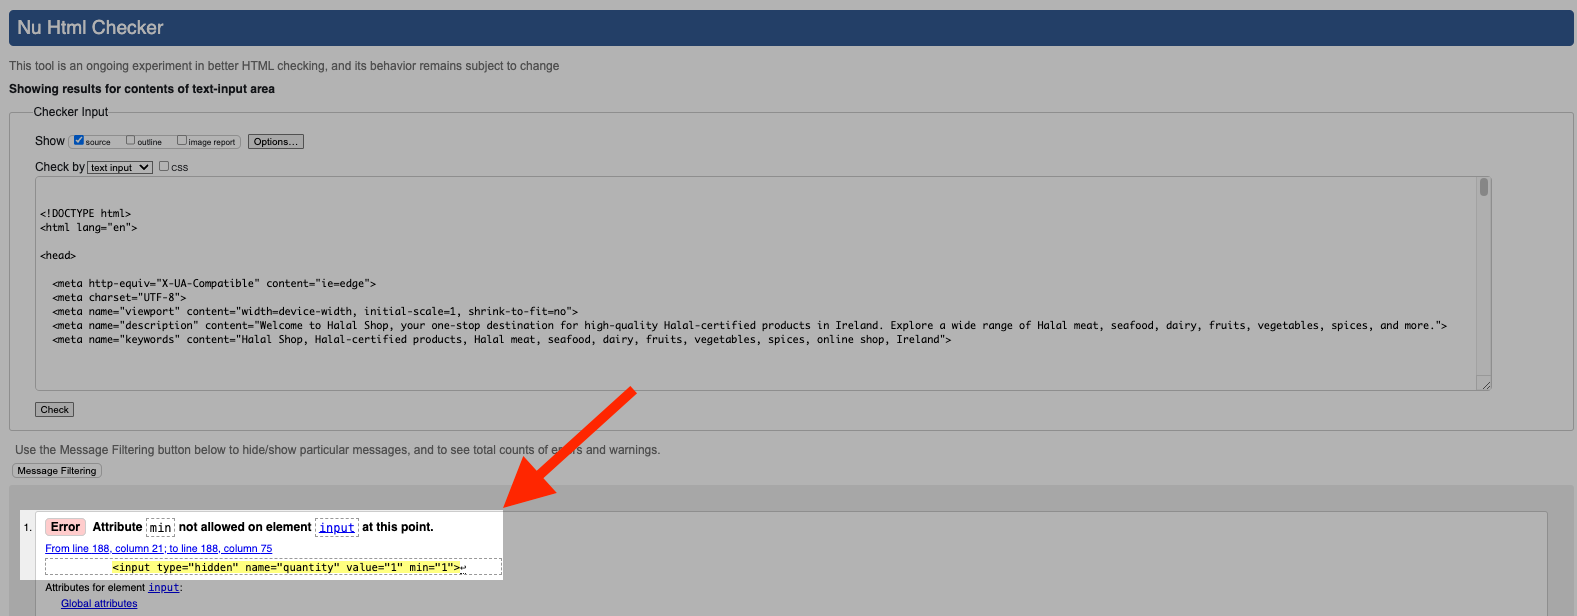 Nu Html Checker
This tool is an ongoing experiment in better HTML checking, and its behavior remains subject to change
Showing results for contents of text-input area
Checker Input
Show source outline image report Options...
Check by text input css
<!DOCTYPE html>
<html lang="en">
<head>
<meta http-equiv="X-UA-Compatible" content="ie=edge">
<meta charset="UTF-8">
<meta name="viewport" content="width=device-width, initial-scale=1, shrink-to-fit=no">
<meta name="description" content="Welcome to Halal Shop, your one-stop destination for high-quality Halal-certified products in Ireland. Explore a wide range of Halal meat, seafood, dairy, fruits, vegetables, spices, and more.">
<meta name="keywords" content="Halal Shop, Halal-certified products, Halal meat, seafood, dairy, fruits, vegetables, spices, online shop, Ireland">
Check
Use the Message Filtering button below to hide/show particular messages, and to see total counts of and warnings.
Message Filtering
1. Error Attribute min not allowed on element input at this point.
From line 188, column 21; to line 188, column 75
<input type="hidden" name="quantity" value="1" min="1">↩
Attributes for element input:
Global attributes